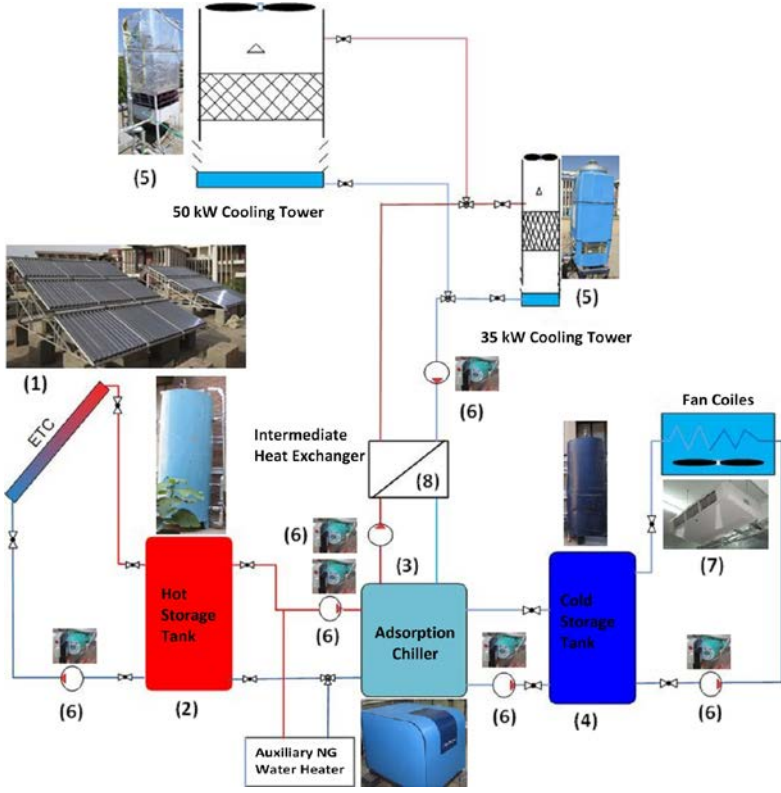 (5)
50 kW Cooling Tower
(5)
35 kW Cooling Tower
(1)
ETC
(6)
Fan Coiles
Intermediate
Heat Exchanger
(8)
(7)
(6)
(3)
Hot
Storage
Tank
(6)
Adsorption
Chiller
Cold
Storage
Tank
(6)
(2)
(6)
(4)
(6)
Auxiliary NG
Water Heater